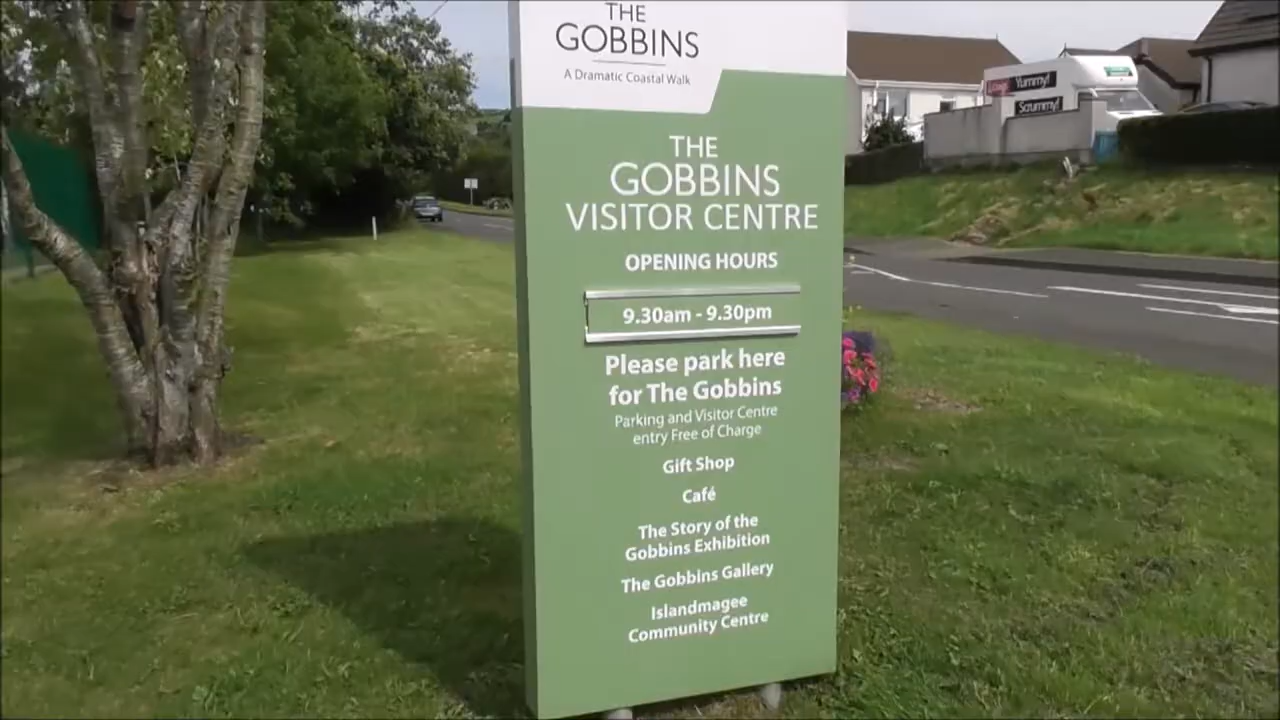 THE
GOBBINS
A Dramatic Coastal Walk
THE
GOBBINS
VISITOR CENTRE
OPENING HOURS
9.30am - 9.30pm
Please park here
for The Gobbins
Parking and Visitor Centre
entry Free of Charge
Gift Shop
Café
The Story of the
Gobbins Exhibition
The Gobbins Gallery
Islandmagee
Community Centre
Yummy!
Scrummy!